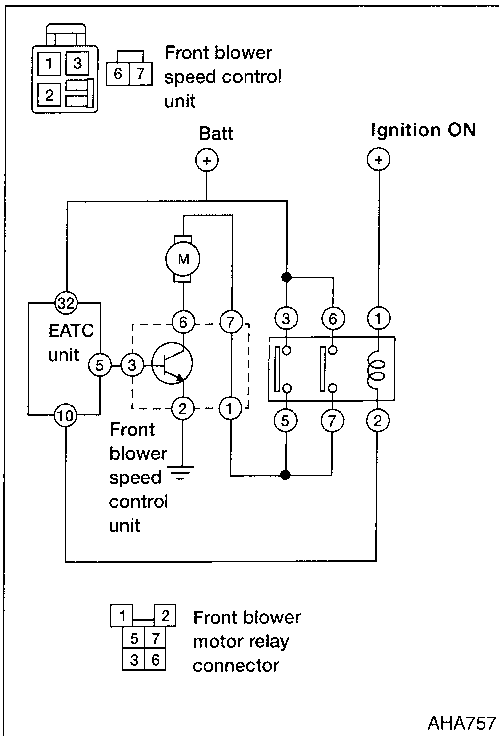 1 3
2
6 7
Front blower
speed control
unit
Batt
Ignition ON
+
+
M
32
6
7
3
6
1
EATC
unit
5
3
10
2
1
5
7
2
Front
blower
speed
control
unit
1 2
5 7
3 6
Front blower
motor relay
connector
AHA757